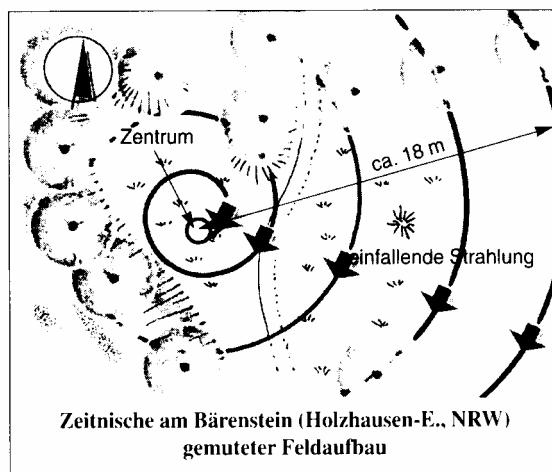 Zentrum
ca. 18 m
einfallende Strahlung
Zeitnische am Bärenstein (Holzhausen-E., NRW)
gemuteter Feldaufbau